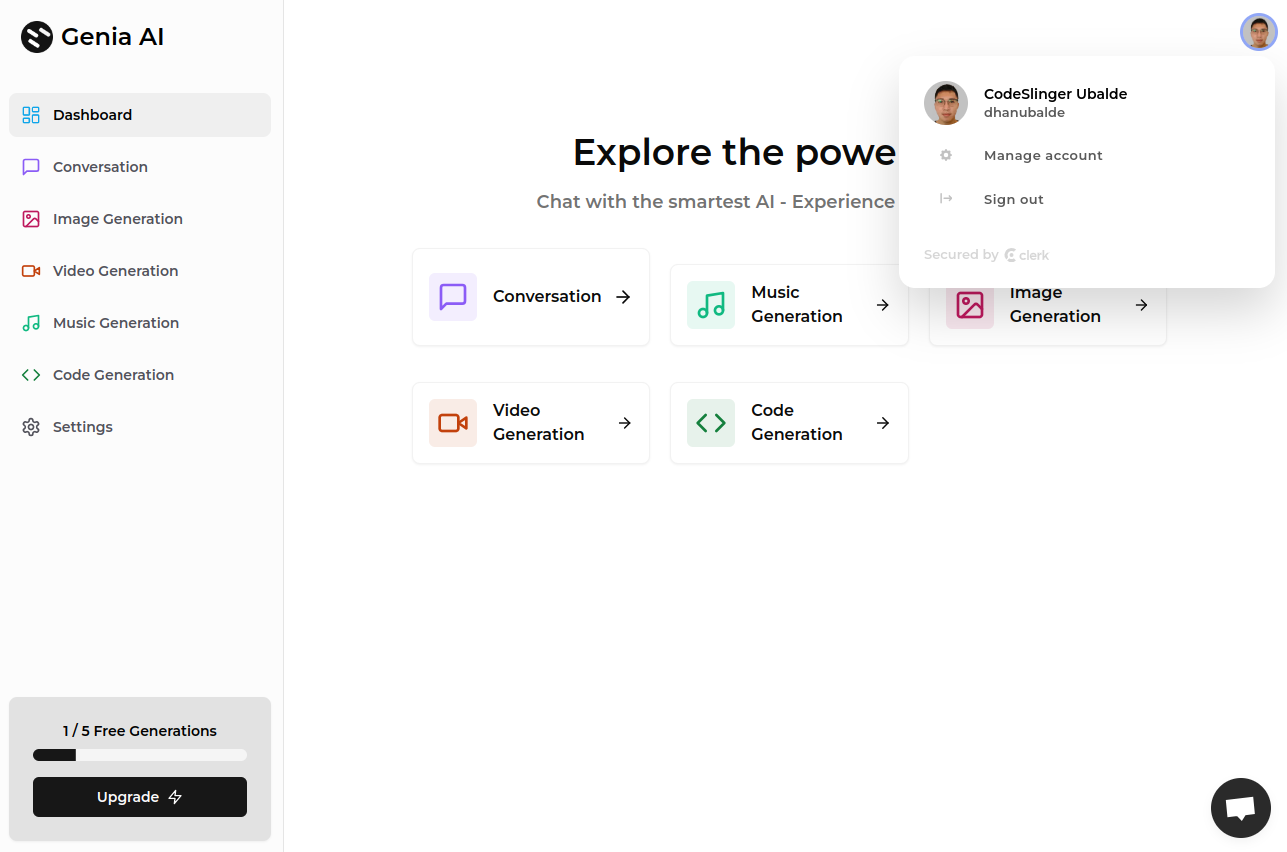 Genia AI
Dashboard
Conversation
Image Generation
Video Generation
Music Generation
Code Generation
Settings
1 / 5 Free Generations
Upgrade
CodeSlinger Ubalde
dhanubalde
Manage account
Sign out
Secured by clerk
Explore the powe
Chat with the smartest AI - Experience
Conversation
Music
Generation
Image
Generation
Video
Generation
Code
Generation